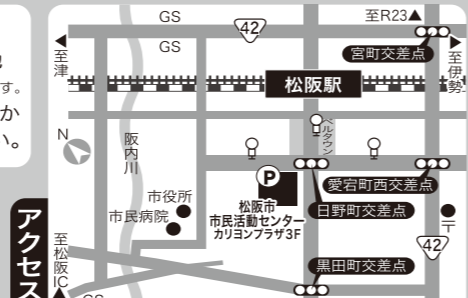 GS
42
至R23▲
GS
◀至津
宮町交差点
▶至伊勢
す。
か
い。
松阪駅
N
阪内川
ベルタウン
P
愛宕町西交差点
市役所
市民病院
松阪市
市民活動センター
カリヨンプラザ3F
日野町交差点
〒
アクセス
至松阪IC
42
黒田町交差点
GS